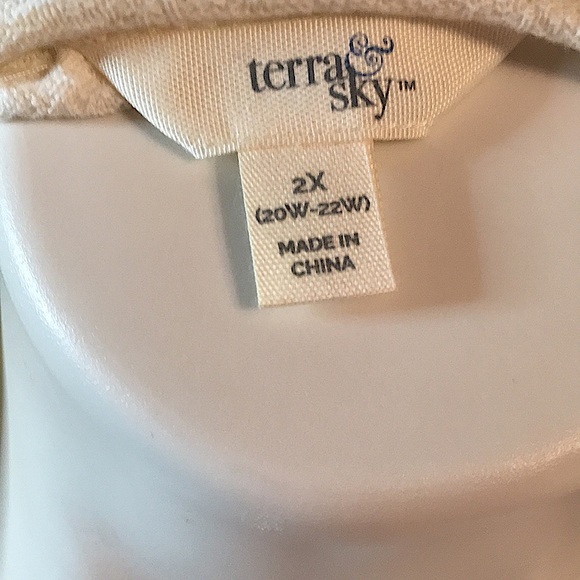 terra &
sky™
2X
(20W-22W)
MADE IN
CHINA